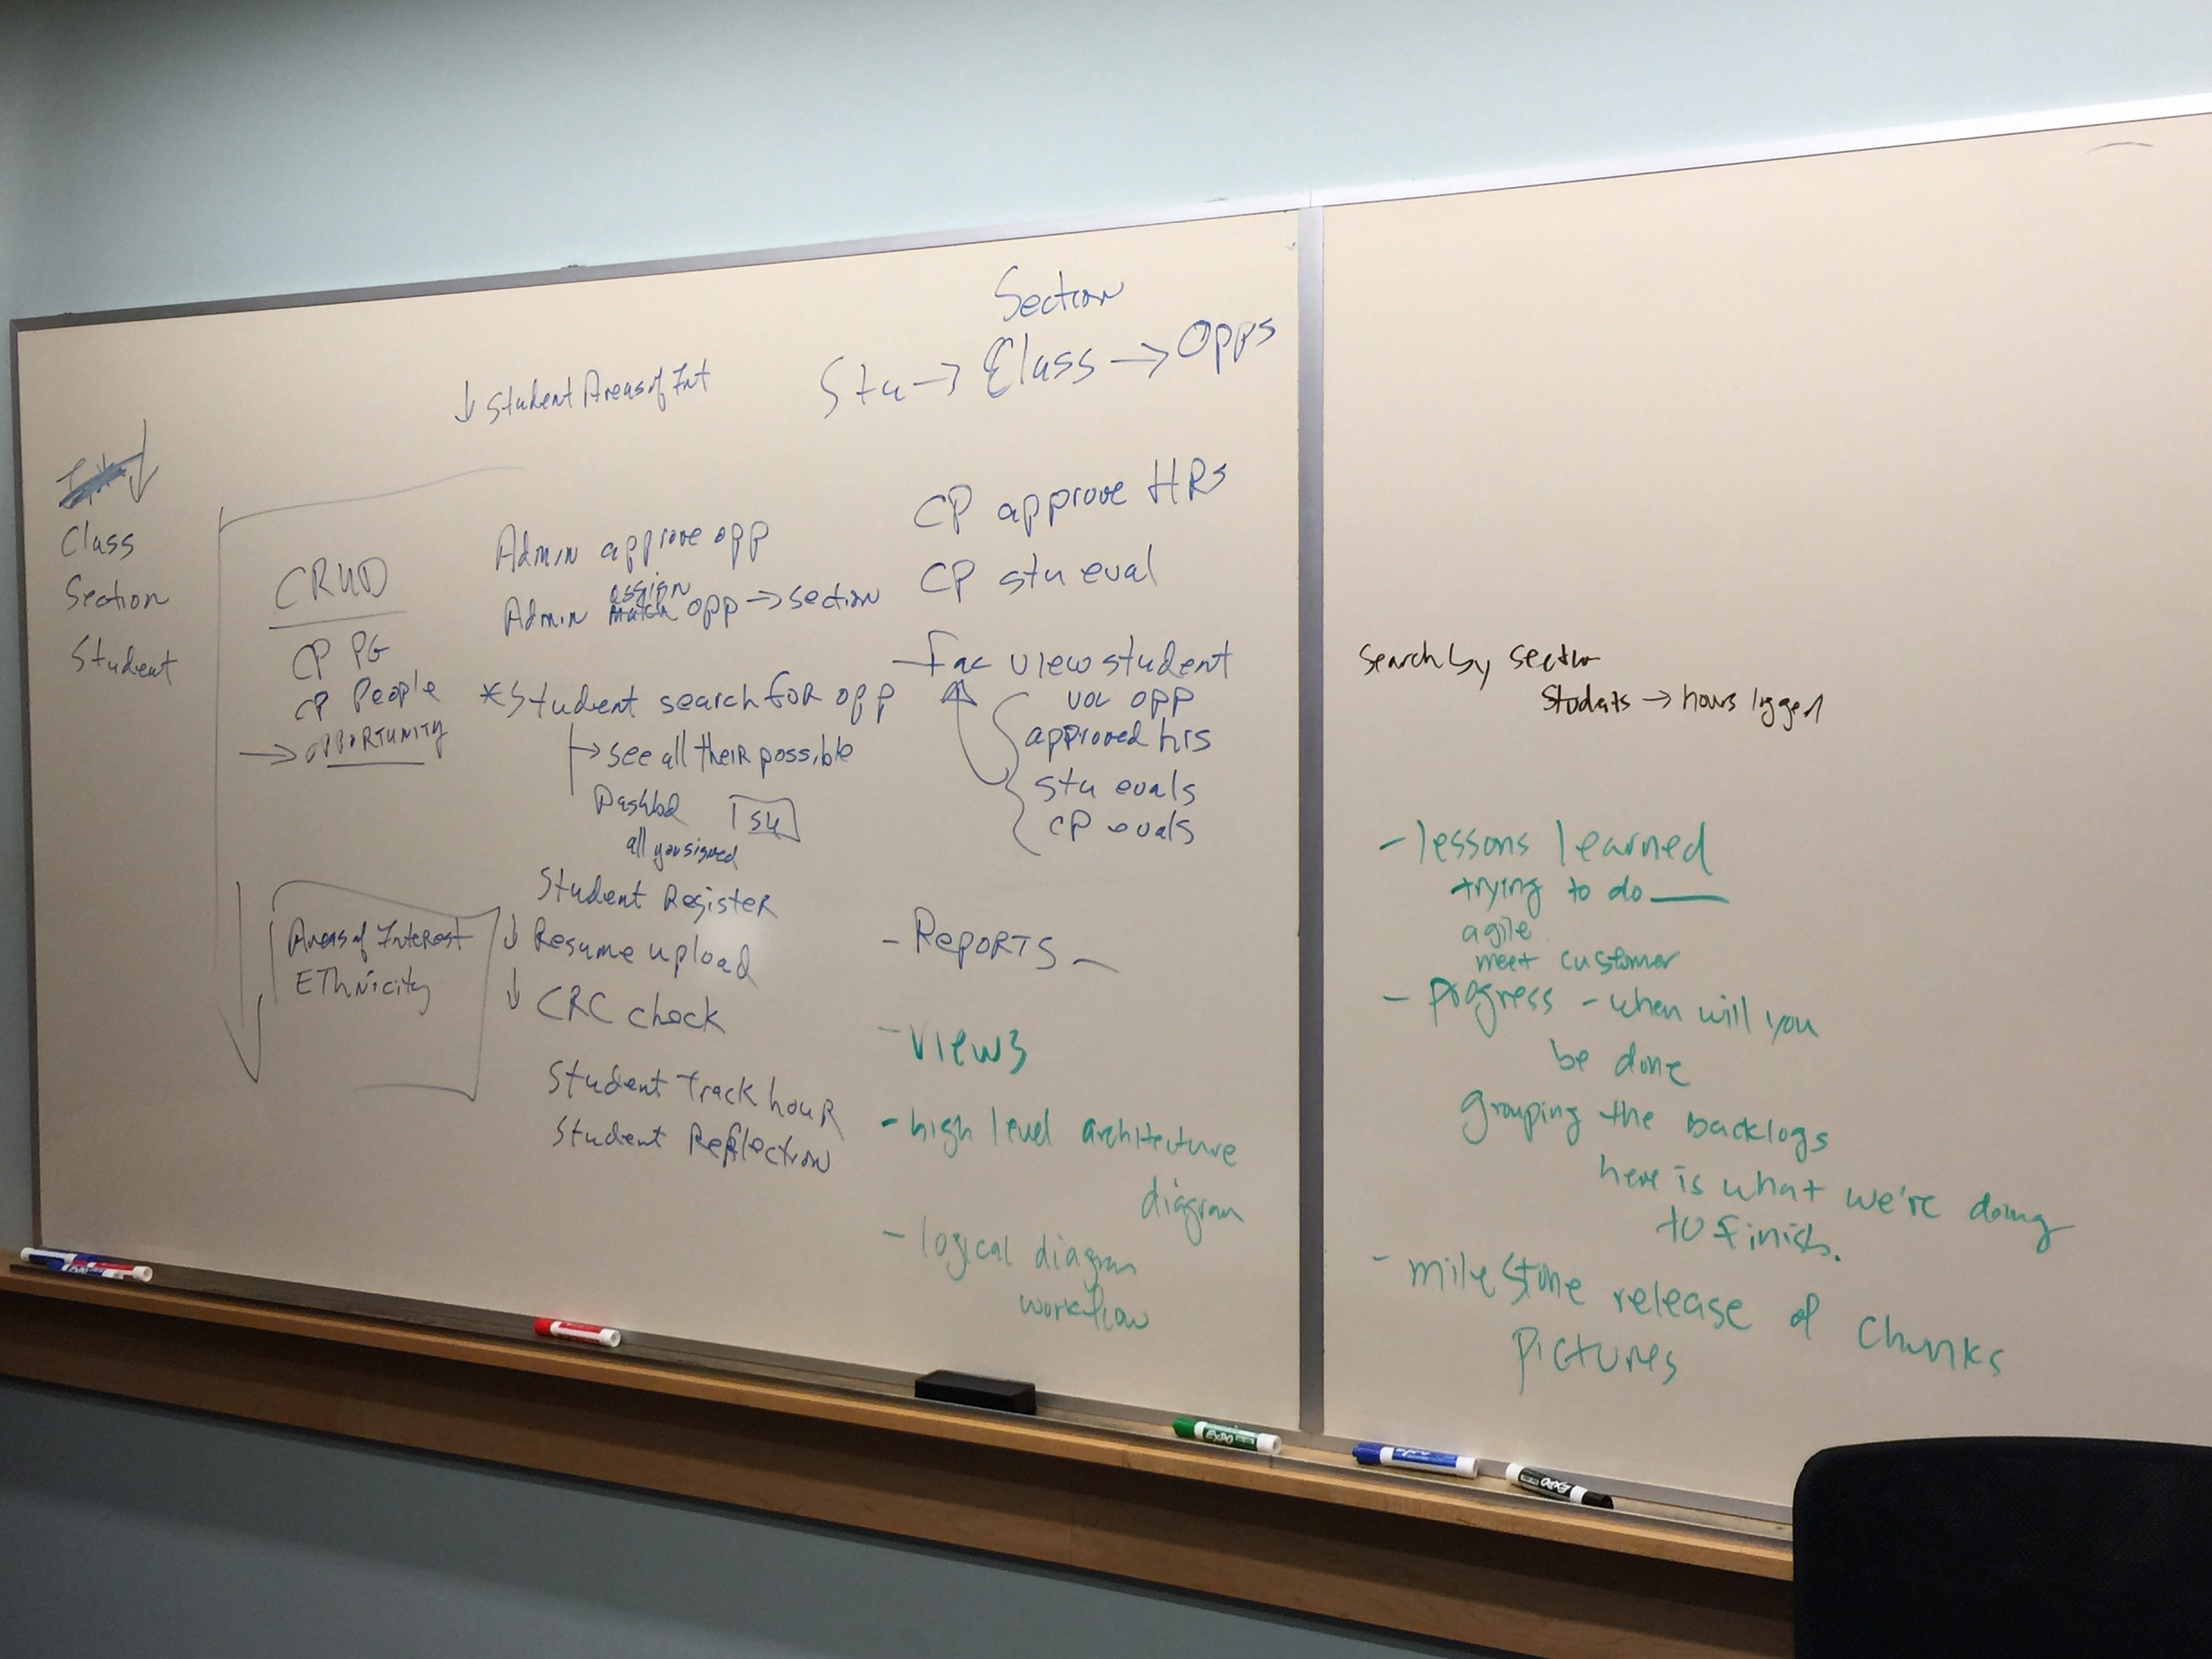 Section
Stu → Class → Opps
↓ Student Areas of Int
Class
Section
Student
CRUD
CP PG
CP People
→ OPPORTUNITY
Areas of Interest
EThnicity
Admin approve opp
assign
Admin match opp → section
*Student search for opp
→ see all their possible
Dashbd
all you signed
Student Register
↓ Resume upload
↓ CRC check
Student Track hour
Student Reflection
CP approve HRs
CP stu eval
- Fac view student
opp
approved hrs
stu evals
CP evals
- Reports -
- Views
- high level architecture
diagram
- logical diagram
workflow
Search by section
Students → hours logged
- lessons learned
trying to do ___
agile
meet customer
- progress - when will you
be done
grouping the backlogs
here is what we're doing
to finish.
- milestone release of chunks
pictures
EXPO